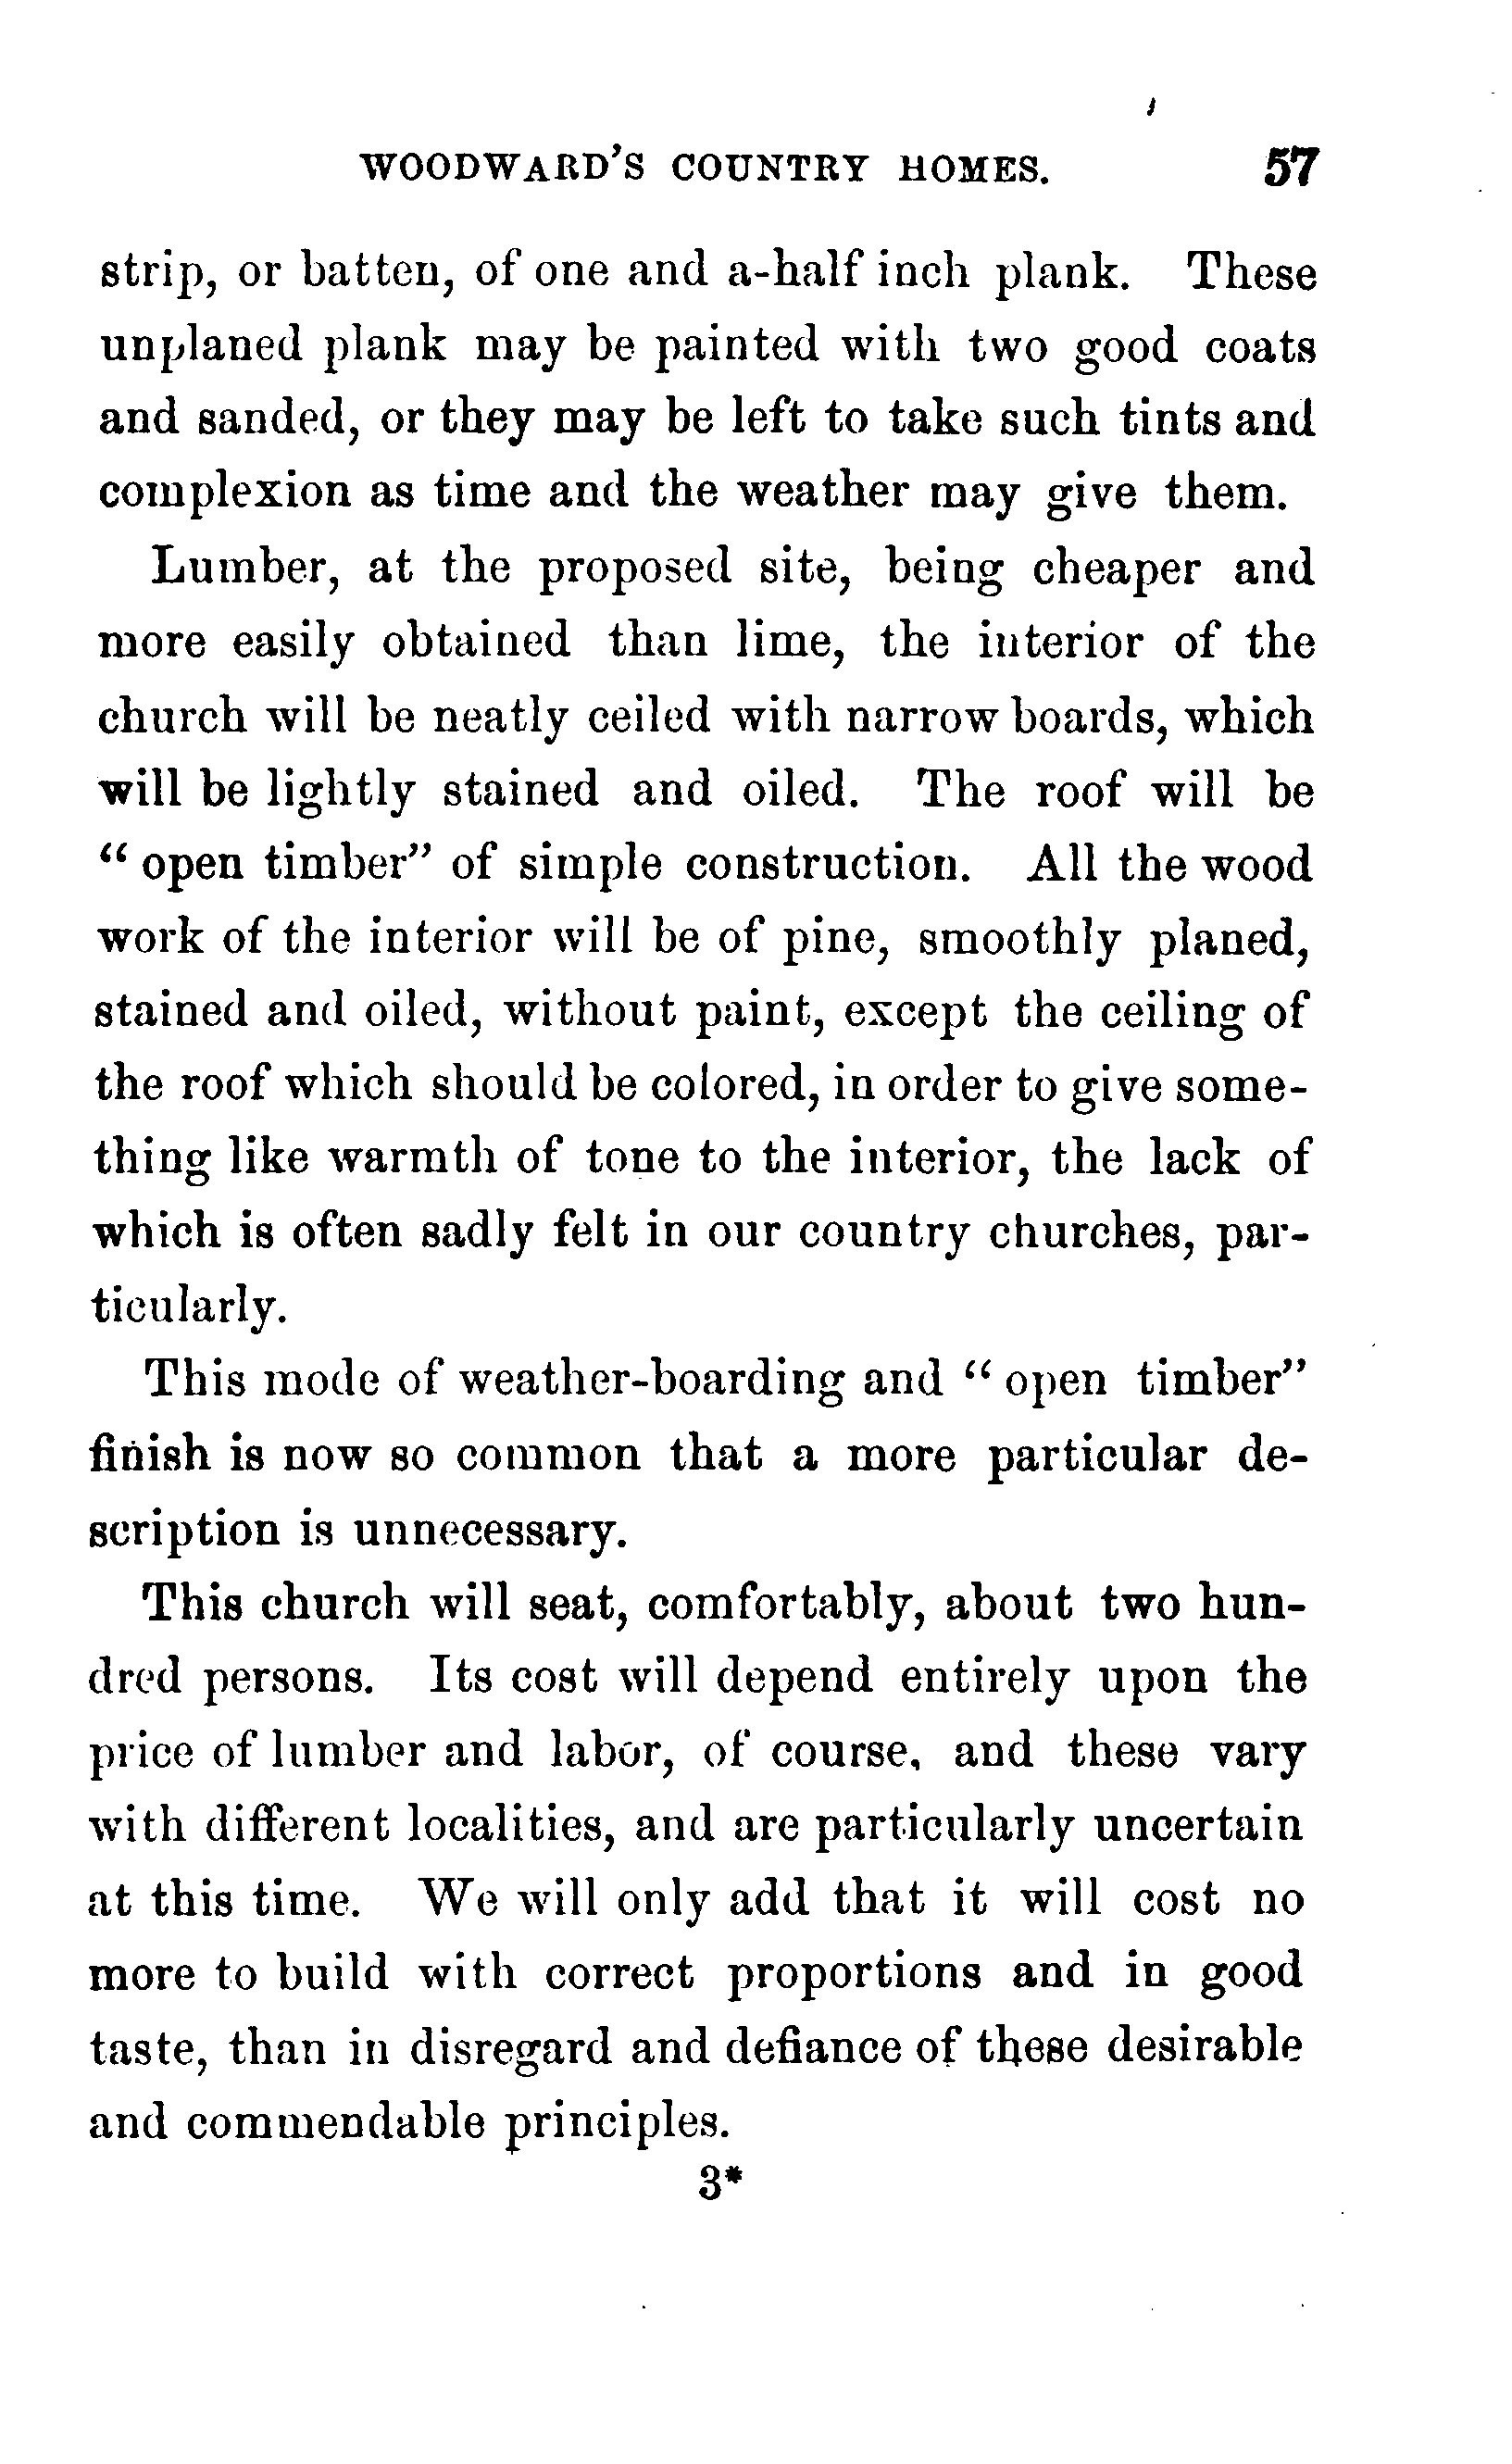 WOODWARD'S COUNTRY HOMES. 57
strip, or batten, of one and a-half inch plank. These
unplaned plank may be painted with two good coats
and sanded, or they may be left to take such tints and
complexion as time and the weather may give them.
Lumber, at the proposed site, being cheaper and
more easily obtained than lime, the interior of the
church will be neatly ceiled with narrow boards, which
will be lightly stained and oiled. The roof will be
“ open timber” of simple construction. All the wood
work of the interior will be of pine, smoothly planed,
stained and oiled, without paint, except the ceiling of
the roof which should be colored, in order to give some-
thing like warmth of tone to the interior, the lack of
which is often sadly felt in our country churches, par-
ticularly.
This mode of weather-boarding and “ open timber”
finish is now so common that a more particular de-
scription is unnecessary.
This church will seat, comfortably, about two hun-
dred persons. Its cost will depend entirely upon the
price of lumber and labor, of course, and these vary
with different localities, and are particularly uncertain
at this time. We will only add that it will cost no
more to build with correct proportions and in good
taste, than in disregard and defiance of these desirable
and commendable principles.
3*